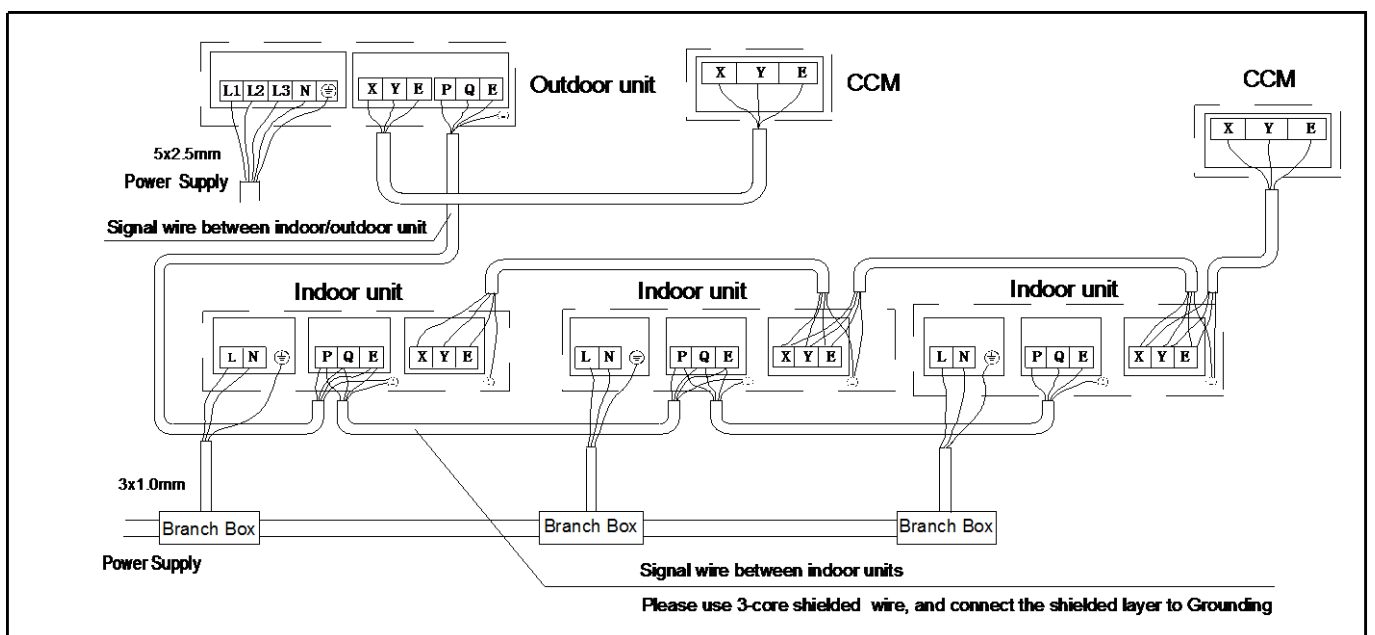 L1 L2 L3 N
X Y E
P Q E
Outdoor unit
X Y E
CCM
CCM
X Y E
5x2.5mm
Power Supply
Signal wire between indoor/outdoor unit
Indoor unit
Indoor unit
Indoor unit
L N
P Q E
X Y E
L N
P Q E
X Y E
L N
P Q E
X Y E
3x1.0mm
Branch Box
Branch Box
Branch Box
Power Supply
Signal wire between indoor units
Please use 3-core shielded wire, and connect the shielded layer to Grounding